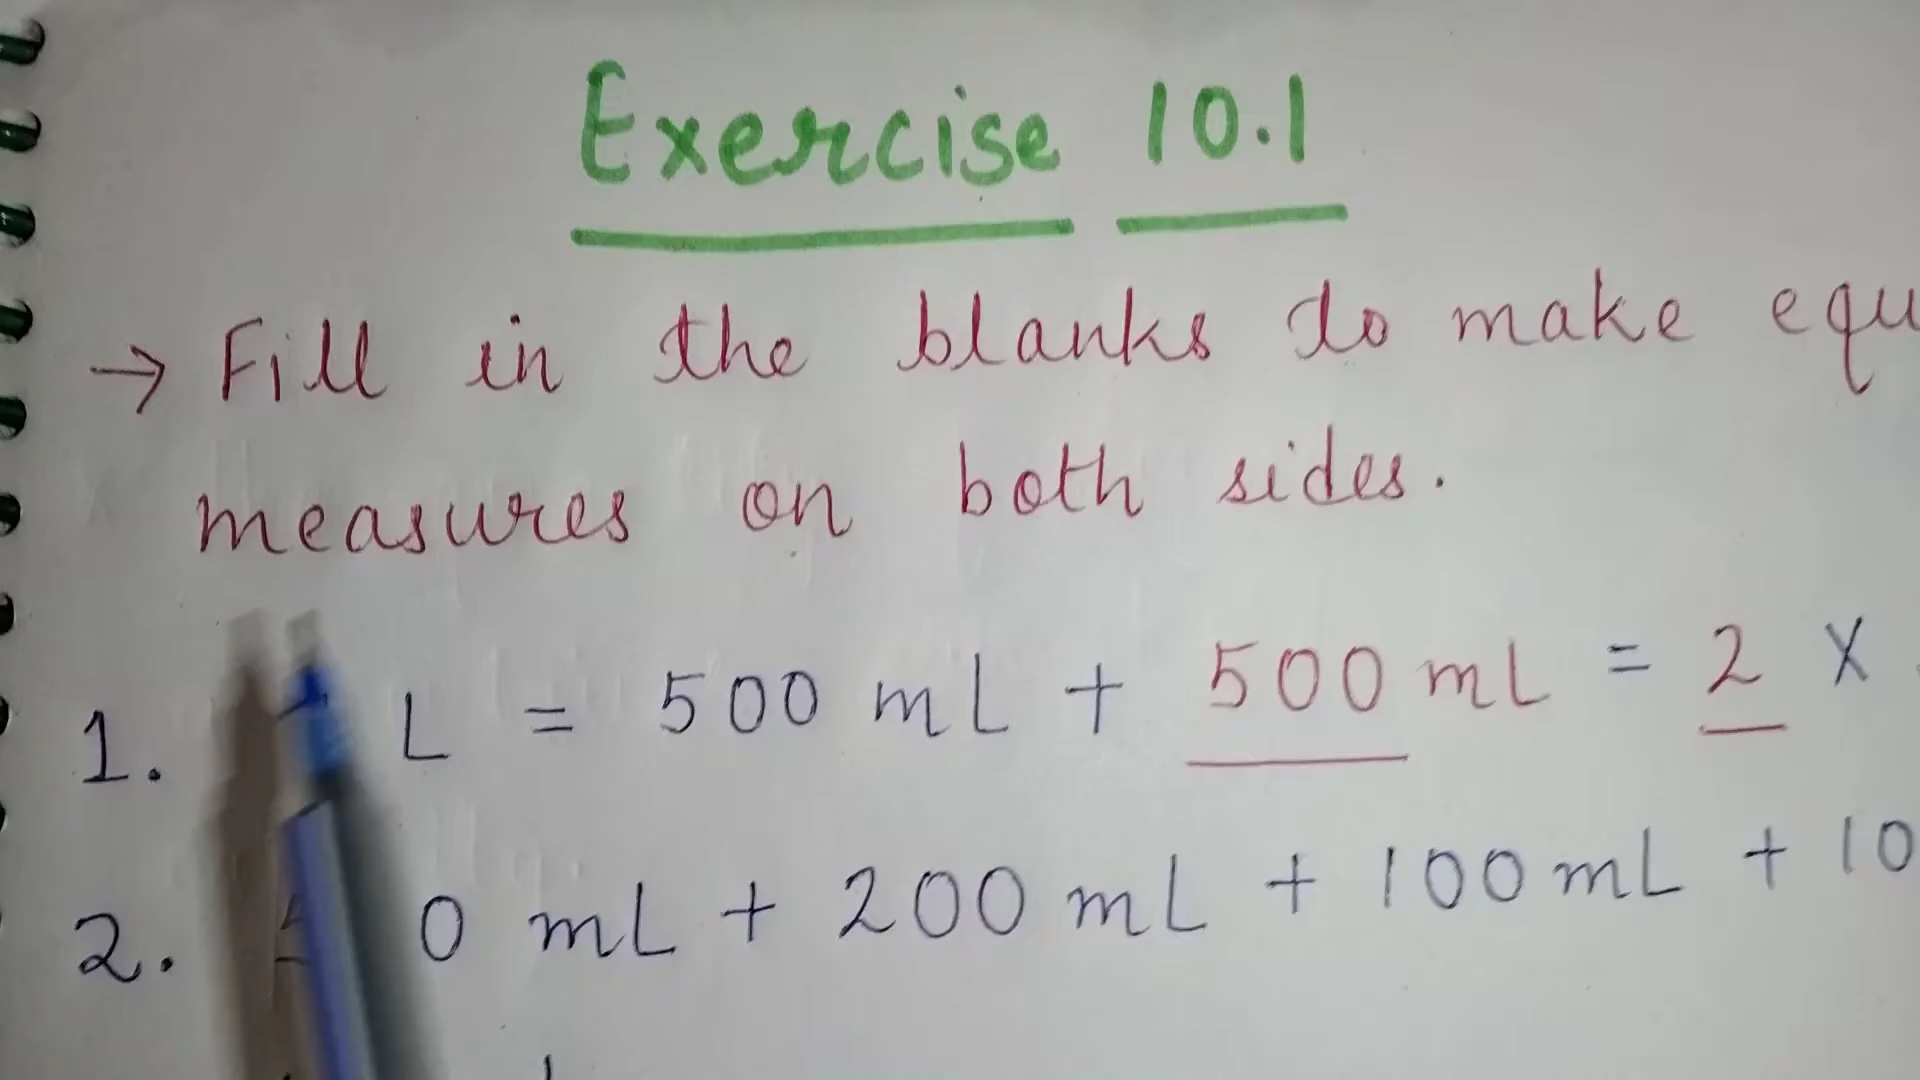 Exercise 10.1
→ Fill in the blanks to make equ
measures on both sides.
1. L = 500 mL + 500 mL = 2 X
2. 0 mL + 200 mL + 100 mL + 10